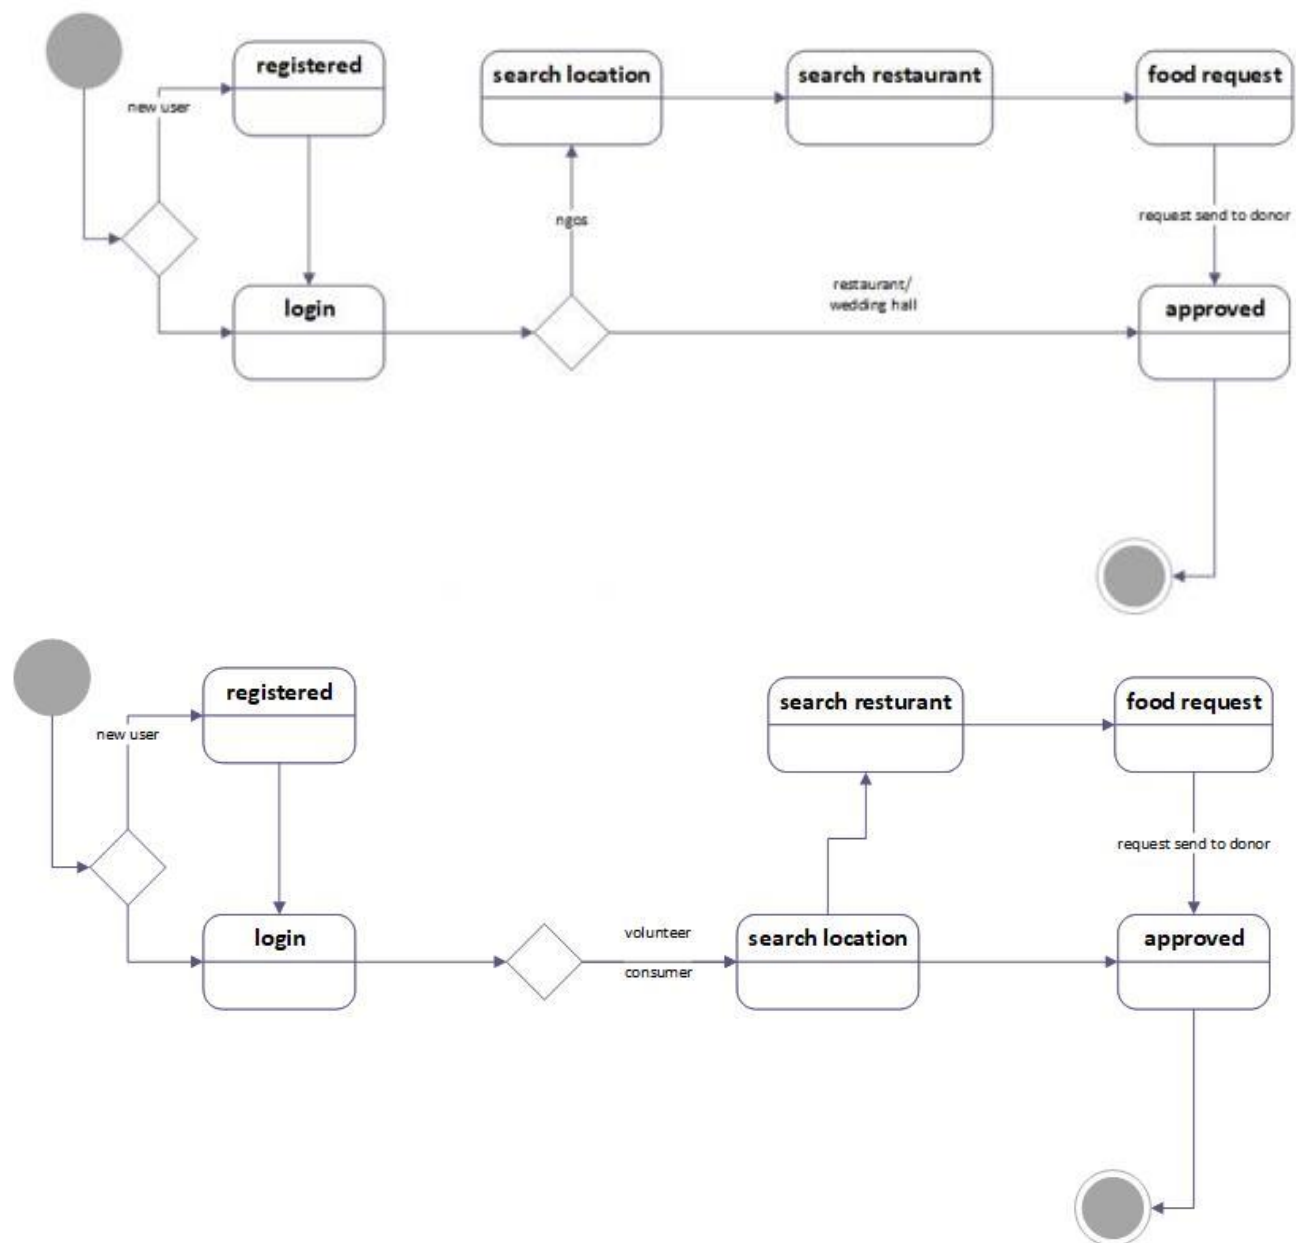 registered
new user
login
search location
search restaurant
food request
ngos
request send to donor
restaurant/
wedding hall
approved
registered
new user
login
volunteer
consumer
search location
search resturant
food request
request send to donor
approved